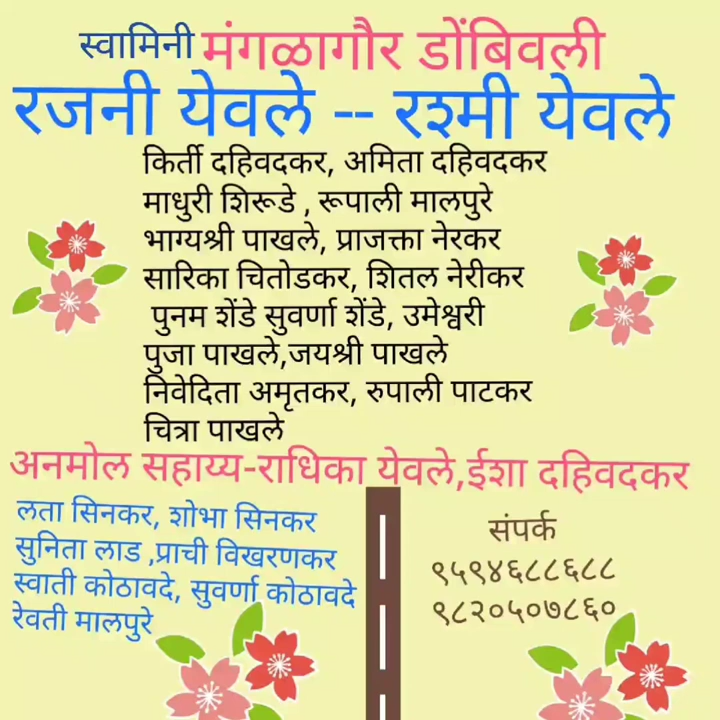 स्वामिनी मंगळागौर डोंबिवली
रजनी येवले -- रश्मी येवले
किर्ती दहिवदकर, अमिता दहिवदकर
माधुरी शिरूडे , रूपाली मालपुरे
भाग्यश्री पाखले, प्राजक्ता नेरकर
सारिका चितोडकर, शितल नेरीकर
पुनम शेंडे सुवर्णा शेंडे, उमेश्वरी
पुजा पाखले,जयश्री पाखले
निवेदिता अमृतकर, रुपाली पाटकर
चित्रा पाखले
अनमोल सहाय्य-राधिका येवले,ईशा दहिवदकर
लता सिनकर, शोभा सिनकर
सुनिता लाड ,प्राची विखरणकर
स्वाती कोठावदे, सुवर्णा कोठावदे
रेवती मालपुरे
संपर्क
९५९४६८८६८८
९८२०५०७८६०